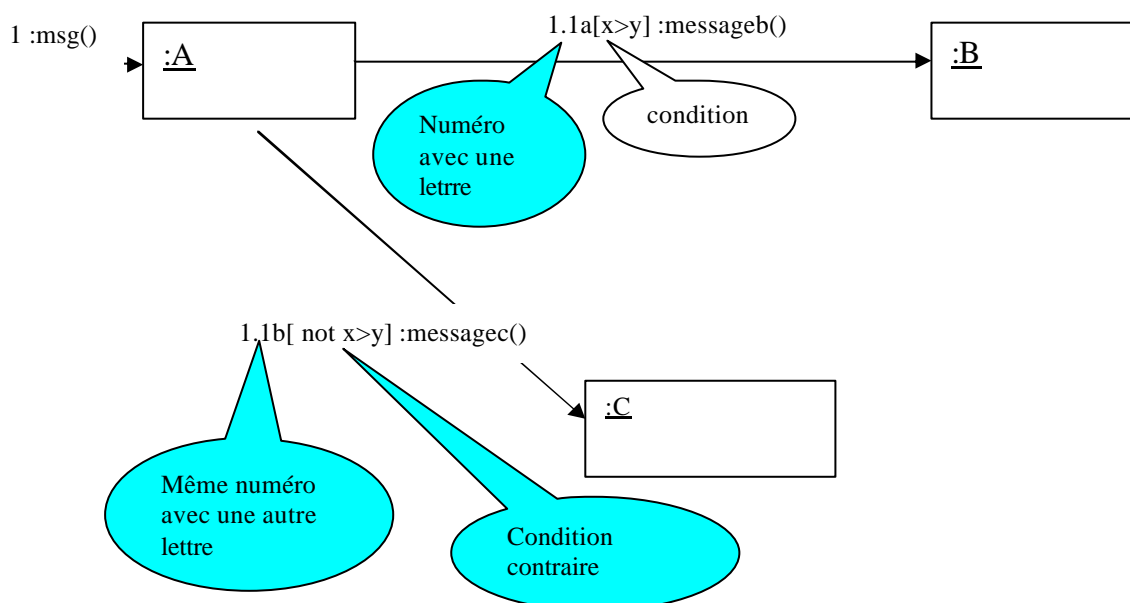 1 :msg()
:A
1.1a[x>y] :messageb()
:B
Numéro
avec une
letrre
condition
1.1b[ not x>y] :messagec()
:C
Même numéro
avec une autre
lettre
Condition
contraire